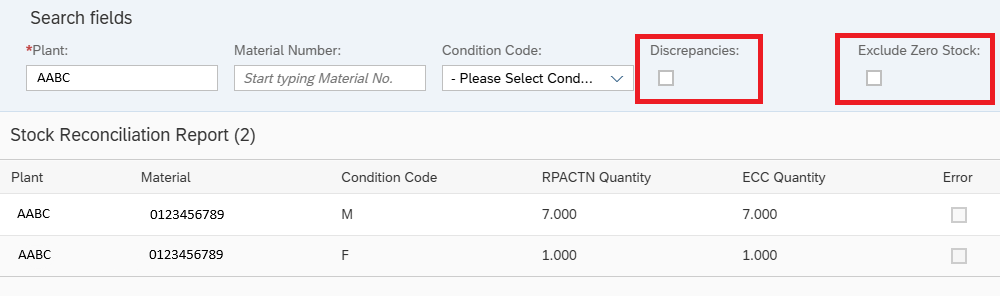 Search fields
*Plant: Material Number: Condition Code: Discrepancies: Exclude Zero Stock:
AABC Start typing Material No. - Please Select Cond...
Stock Reconciliation Report (2)
Plant Material Condition Code RPACTN Quantity ECC Quantity Error
AABC 0123456789 M 7.000 7.000
AABC 0123456789 F 1.000 1.000